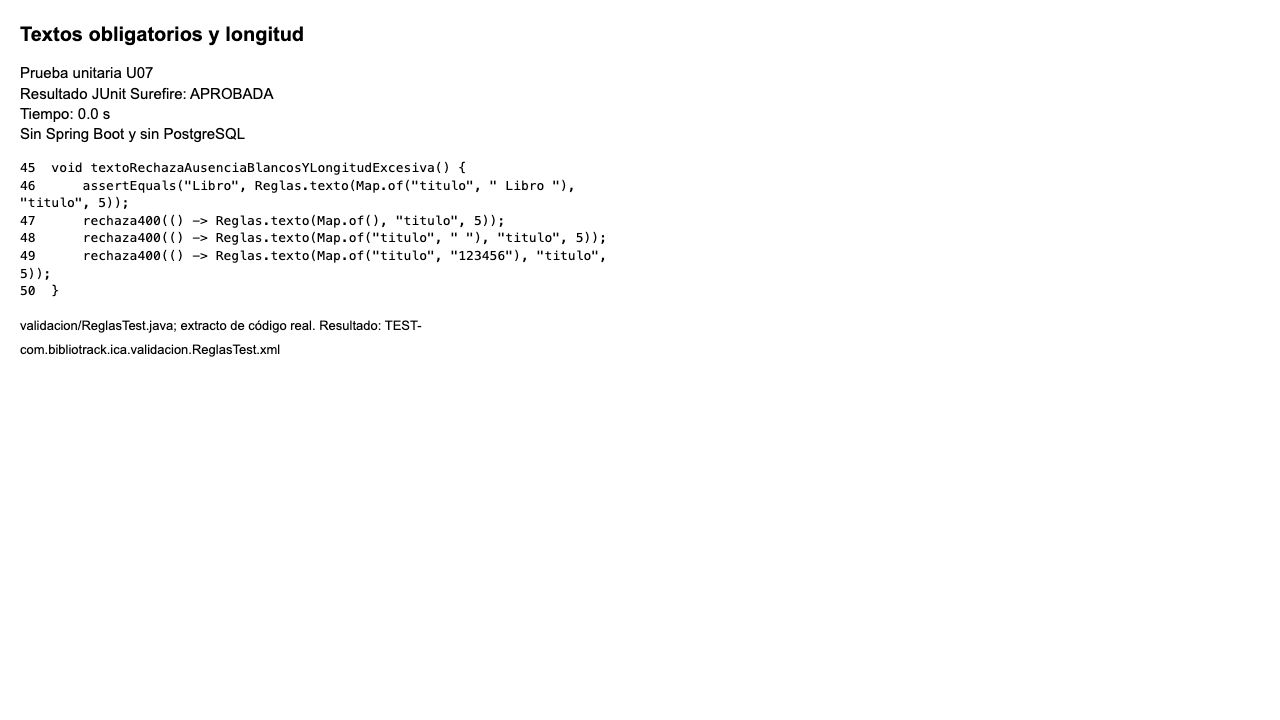 Textos obligatorios y longitud
Prueba unitaria U07
Resultado JUnit Surefire: APROBADA
Tiempo: 0.0 s
Sin Spring Boot y sin PostgreSQL
45  void textoRechazaAusenciaBlancosYLongitudExcesiva() {
46      assertEquals("Libro", Reglas.texto(Map.of("titulo", " Libro "),
"titulo", 5));
47      rechaza400(() -> Reglas.texto(Map.of(), "titulo", 5));
48      rechaza400(() -> Reglas.texto(Map.of("titulo", " "), "titulo", 5));
49      rechaza400(() -> Reglas.texto(Map.of("titulo", "123456"), "titulo",
5));
50  }
validacion/ReglasTest.java; extracto de código real. Resultado: TEST-
com.bibliotrack.ica.validacion.ReglasTest.xml